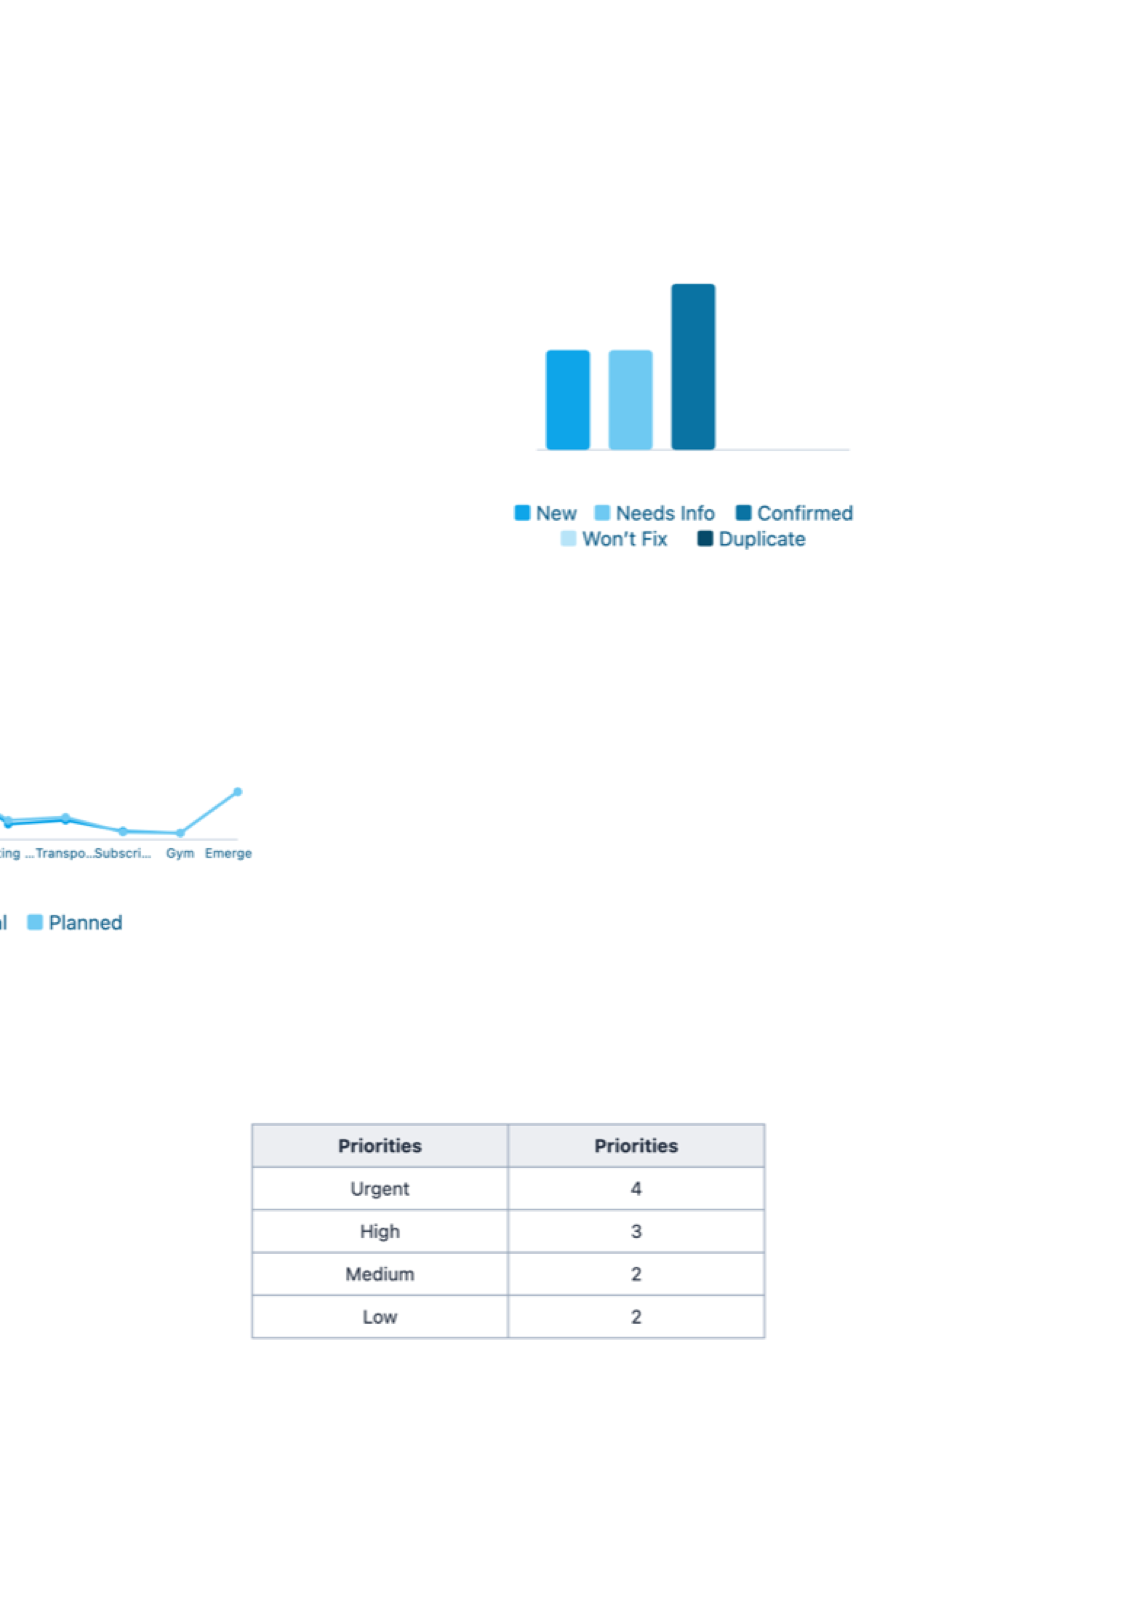 New Needs Info Confirmed
Won't Fix Duplicate
...Transpo...Subscri... Gym Emerge
Planned
Priorities Priorities
Urgent 4
High 3
Medium 2
Low 2